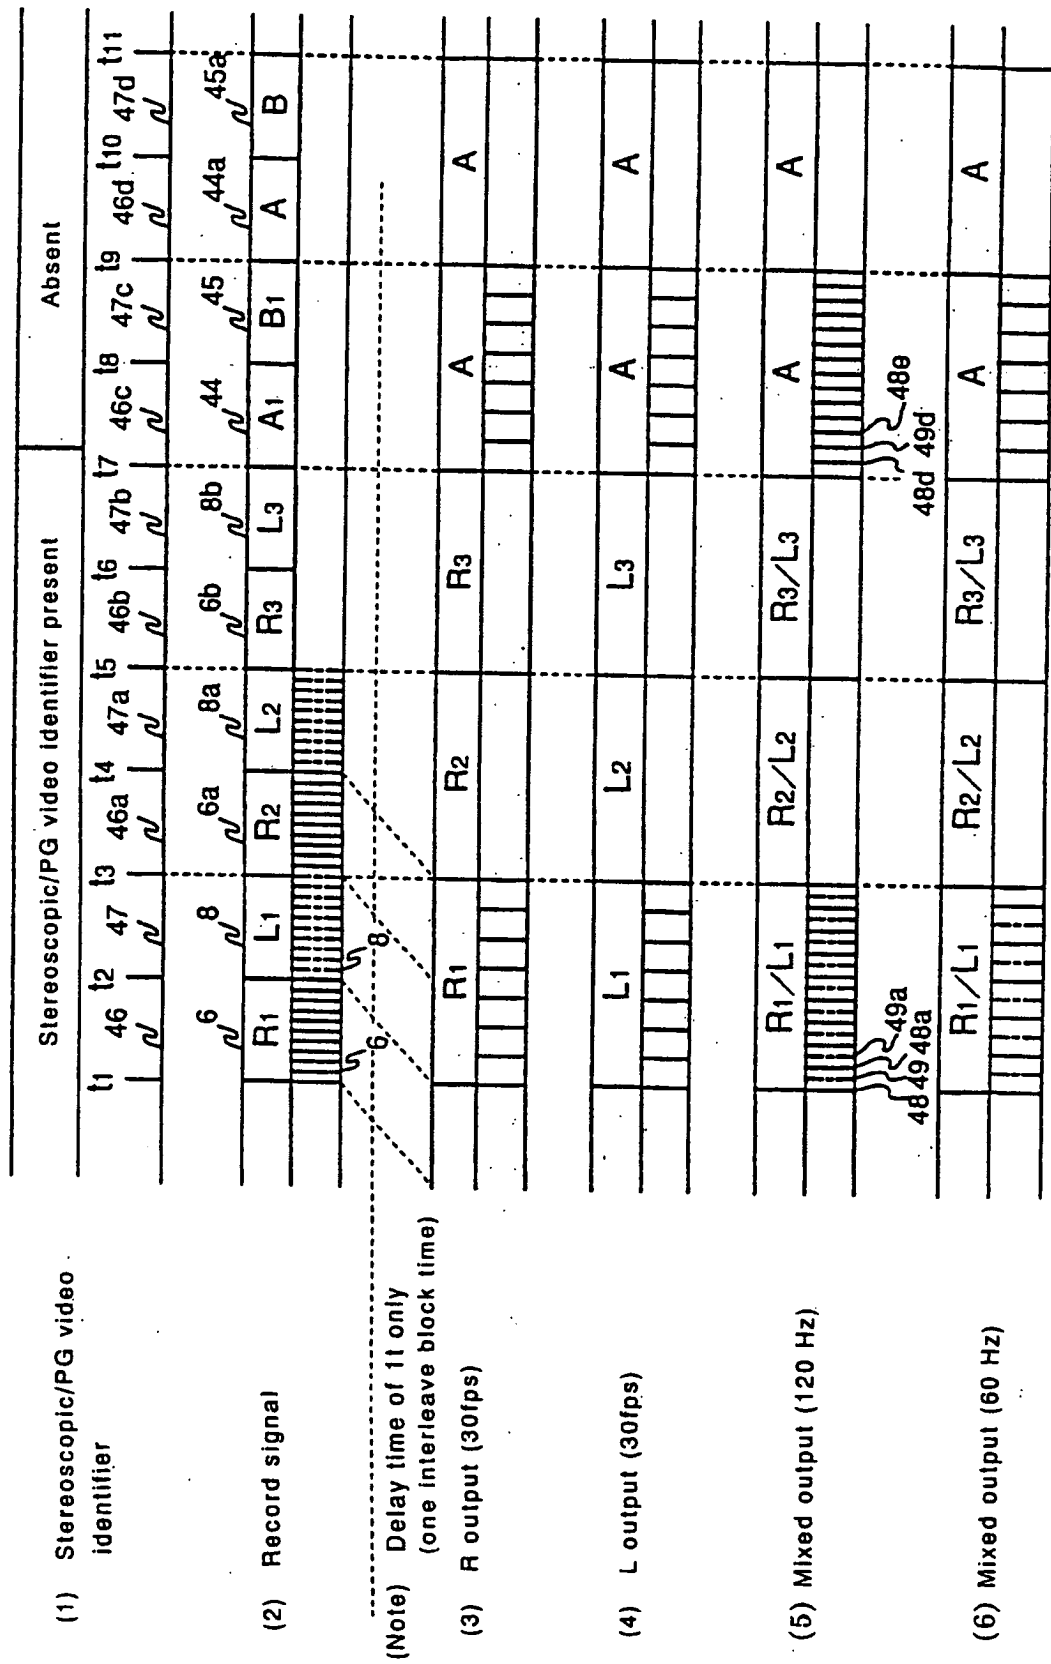 (1) Stereoscopic/PG video identifier
Stereoscopic/PG video identifier present
Absent
t1 46 t2 47 t3 46a t4 47a t5 46b t6 47b t7 46c t8 47c t9 46d t10 47d t11
(2) Record signal
6 8 6a 8a 6b 8b 44 45 44a 45a
R1 L1 R2 L2 R3 L3 A1 B1 A B
6 8
(Note) Delay time of 1t only
(one interleave block time)
(3) R output (30fps)
R1 R2 R3 A A
(4) L output (30fps)
L1 L2 L3 A A
(5) Mixed output (120 Hz)
R1/L1 R2/L2 R3/L3 A A
48 49 48a 49a 48d 49d 48e
(6) Mixed output (60 Hz)
R1/L1 R2/L2 R3/L3 A A